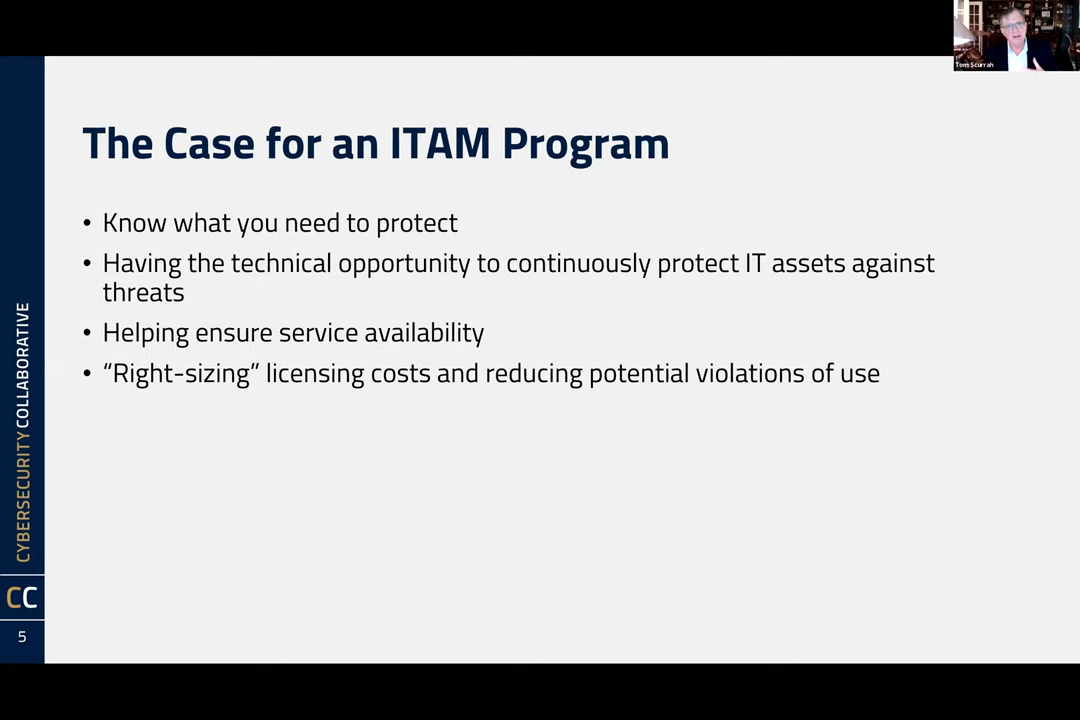 Tom Scurrah
The Case for an ITAM Program
• Know what you need to protect
• Having the technical opportunity to continuously protect IT assets against
threats
• Helping ensure service availability
• “Right-sizing” licensing costs and reducing potential violations of use
CYBERSECURITY COLLABORATIVE
CC
5